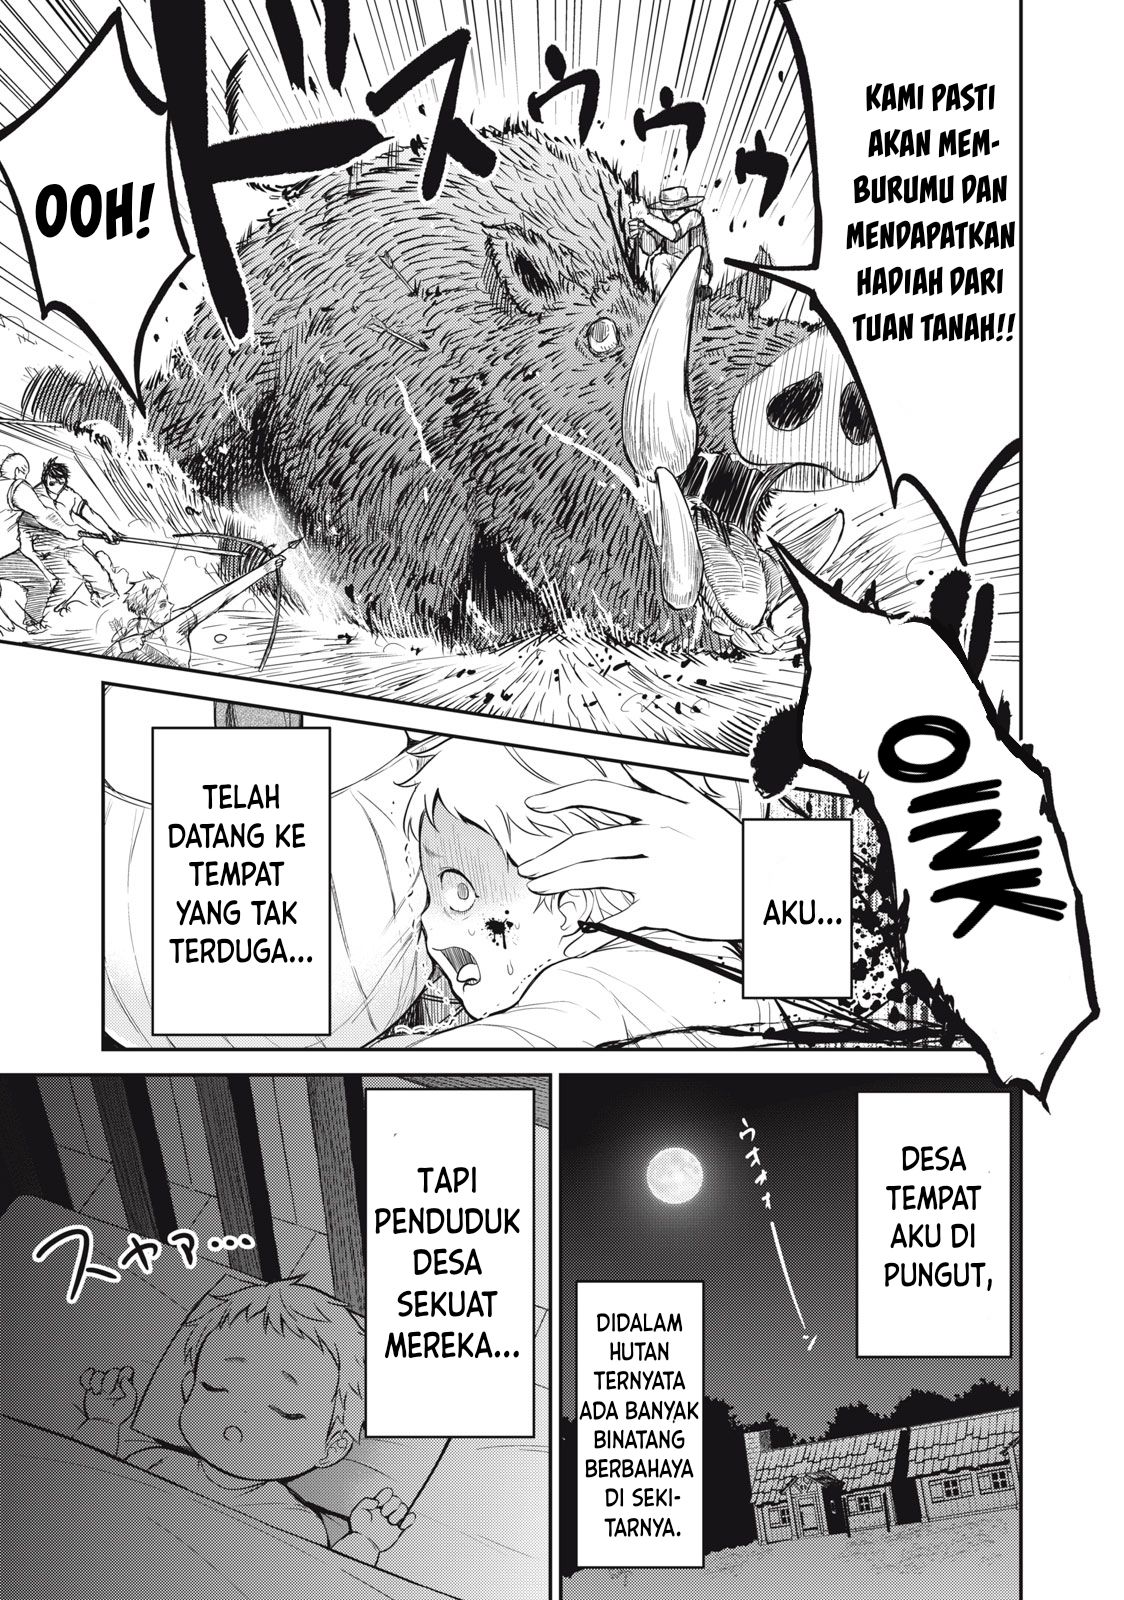 KAMI PASTI
AKAN MEM-
BURUMU DAN
MENDAPATKAN
HADIAH DARI
TUAN TANAH!!
ドスゥゥ
OOH!
OINK
AKU...
TELAH
DATANG KE
TEMPAT
YANG TAK
TERDUGA...
DESA
TEMPAT
AKU DI
PUNGUT,
ウォォォ
DIDALAM
HUTAN
TERNYATA
ADA BANYAK
BINATANG
BERBAHAYA
DI SEKI-
TARNYA.
TAPI
PENDUDUK
DESA
SEKUAT
MEREKA...
スヤァ...